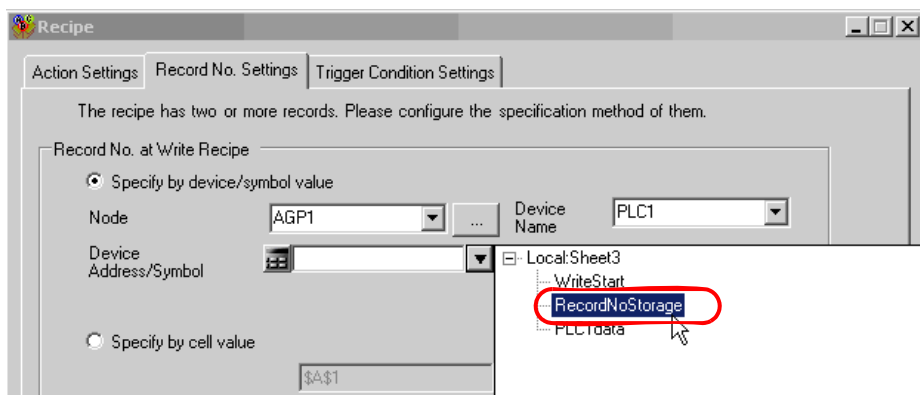 Recipe
Action Settings Record No. Settings Trigger Condition Settings
The recipe has two or more records. Please configure the specification method of them.
Record No. at Write Recipe
Specify by device/symbol value
Node AGP1 ... Device Name PLC1
Device Address/Symbol
Local:Sheet3
WriteStart
RecordNoStorage
PLC1data
Specify by cell value
$A$1